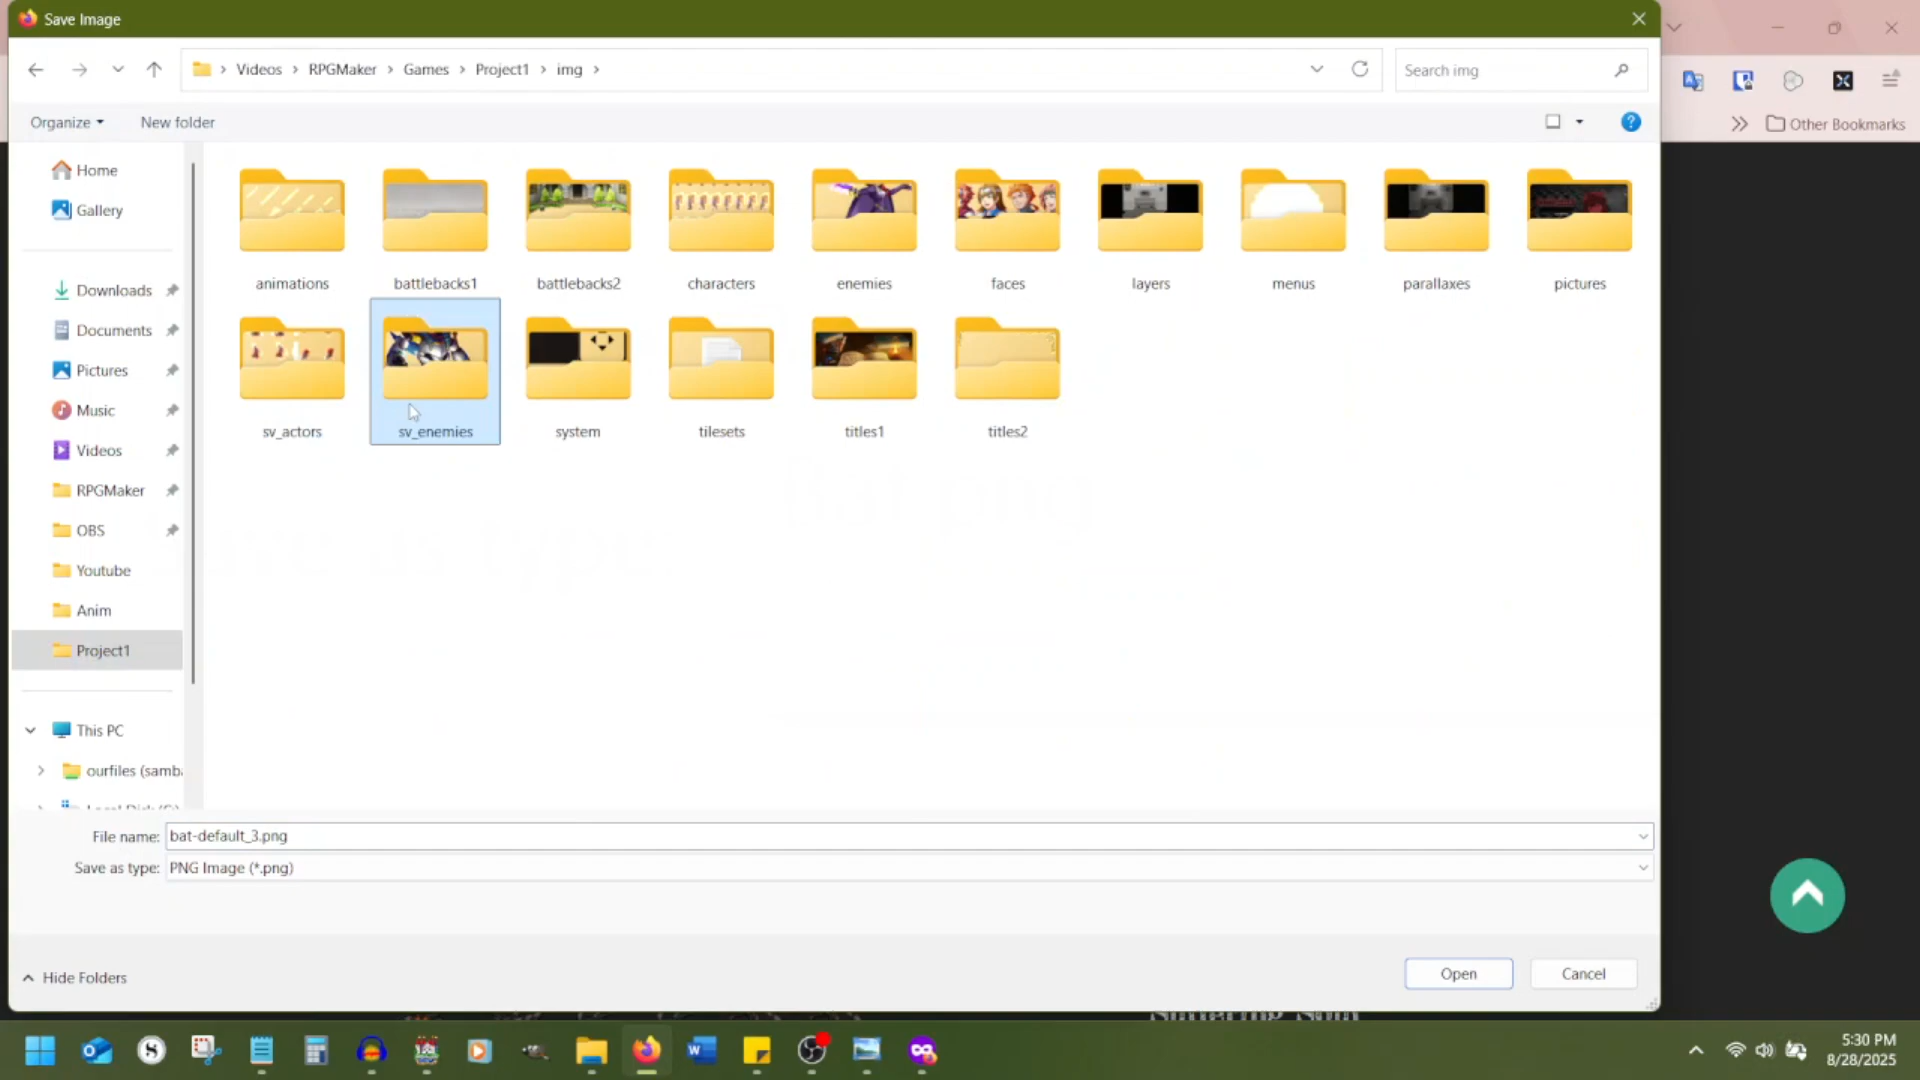 Save Image
Videos RPGMaker Games Project1 img
Search img
Organize New folder
Other Bookmarks
Home
Gallery
Downloads
Documents
Pictures
Music
Videos
RPGMaker
OBS
Youtube
Anim
Project1
This PC
ourfiles (samb
animations battlebacks1 battlebacks2 characters enemies faces layers menus parallaxes pictures
sv_actors sv_enemies system tilesets titles1 titles2
File name: bat-default_3.png
Save as type: PNG Image (*.png)
Hide Folders
Open Cancel
5:30 PM
8/28/2025